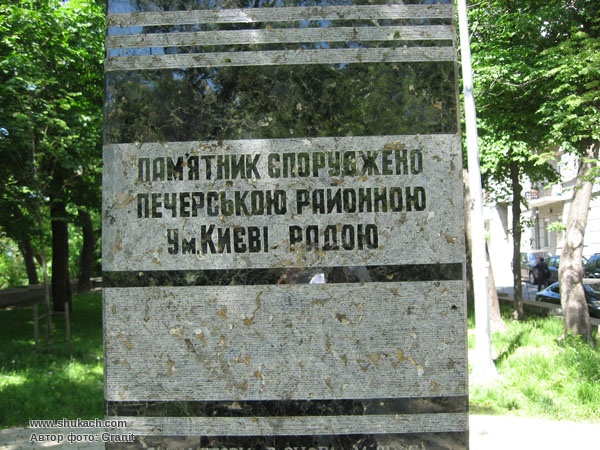 ПАМ'ЯТНИК СПОРУДЖЕНО
ПЕЧЕРСЬКОЮ РАЙОННОЮ
У М. КИЄВІ РАДОЮ
www.shukach.com
Автор фото: Granit